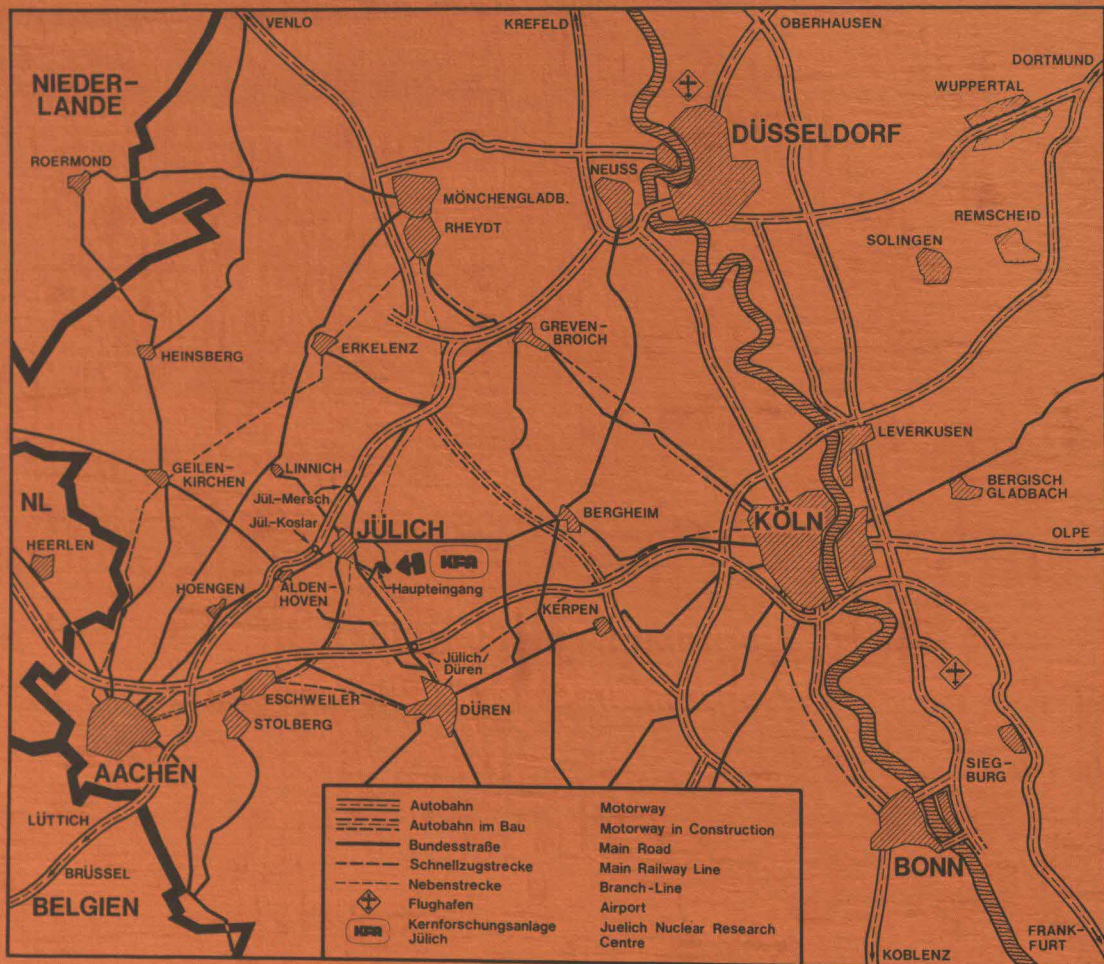 VENLO
KREFELD
OBERHAUSEN
DORTMUND
NIEDER-
LANDE
WUPPERTAL
DÜSSELDORF
ROERMOND
NEUSS
MÖNCHENGLADB.
RHEYDT
REMSCHEID
SOLINGEN
GREVEN-
BROICH
ERKELENZ
HEINSBERG
LEVERKUSEN
GEILEN-
KIRCHEN
LINNICH
Jül.-Mersch
BERGISCH
GLADBACH
NL
Jül.-Koslar
JÜLICH
BERGHEIM
KÖLN
OLPE
HEERLEN
KFA
HOENGEN
ALDEN-
HOVEN
Haupteingang
KERPEN
Jülich/
Düren
ESCHWEILER
DÜREN
STOLBERG
AACHEN
SIEG-
BURG
LÜTTICH
BRÜSSEL
BELGIEN
BONN
KOBLENZ
FRANK-
FURT
Autobahn Motorway
Autobahn im Bau Motorway in Construction
Bundesstraße Main Road
Schnellzugstrecke Main Railway Line
Nebenstrecke Branch-Line
Flughafen Airport
KFA Kernforschungsanlage Juelich Nuclear Research
Jülich Centre